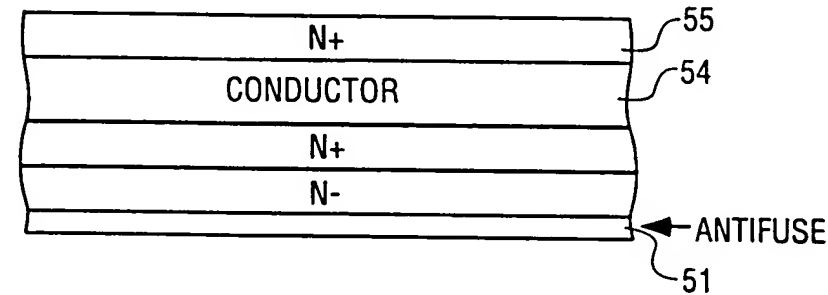 N+
55
CONDUCTOR
54
N+
N-
ANTIFUSE
51